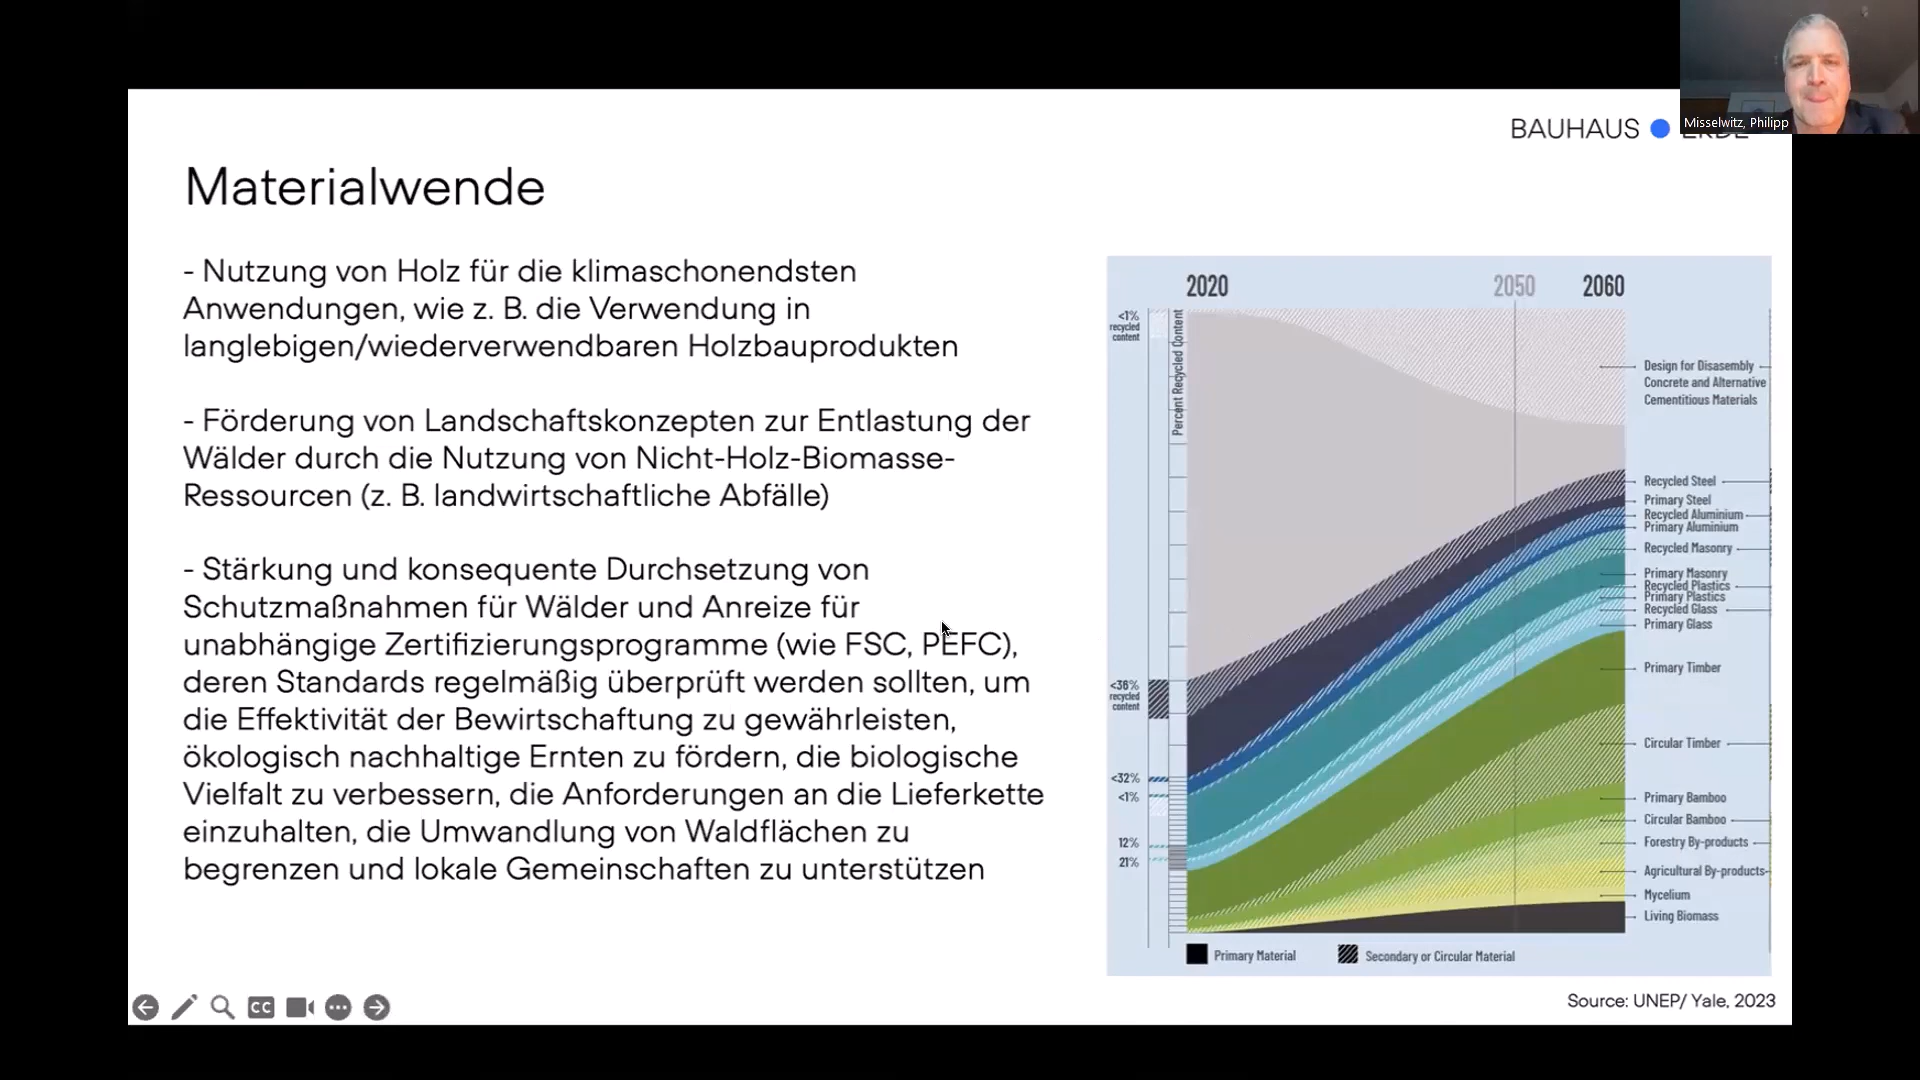 Misselwitz, Philipp
BAUHAUS ERDE
Materialwende
- Nutzung von Holz für die klimaschonendsten
Anwendungen, wie z. B. die Verwendung in
langlebigen/wiederverwendbaren Holzbauprodukten
- Förderung von Landschaftskonzepten zur Entlastung der
Wälder durch die Nutzung von Nicht-Holz-Biomasse-
Ressourcen (z. B. landwirtschaftliche Abfälle)
- Stärkung und konsequente Durchsetzung von
Schutzmaßnahmen für Wälder und Anreize für
unabhängige Zertifizierungsprogramme (wie FSC, PEFC),
deren Standards regelmäßig überprüft werden sollten, um
die Effektivität der Bewirtschaftung zu gewährleisten,
ökologisch nachhaltige Ernten zu fördern, die biologische
Vielfalt zu verbessern, die Anforderungen an die Lieferkette
einzuhalten, die Umwandlung von Waldflächen zu
begrenzen und lokale Gemeinschaften zu unterstützen
2020 2050 2060
<1%
recycled
content
Percent Recycled Content
<36%
recycled
content
<32%
<1%
12%
21%
Design for Disassembly
Concrete and Alternative
Cementitious Materials
Recycled Steel
Primary Steel
Recycled Aluminium
Primary Aluminium
Recycled Masonry
Primary Masonry
Recycled Plastics
Primary Plastics
Recycled Glass
Primary Glass
Primary Timber
Circular Timber
Primary Bamboo
Circular Bamboo
Forestry By-products
Agricultural By-products
Mycelium
Living Biomass
Primary Material Secondary or Circular Material
CC
Source: UNEP/ Yale, 2023